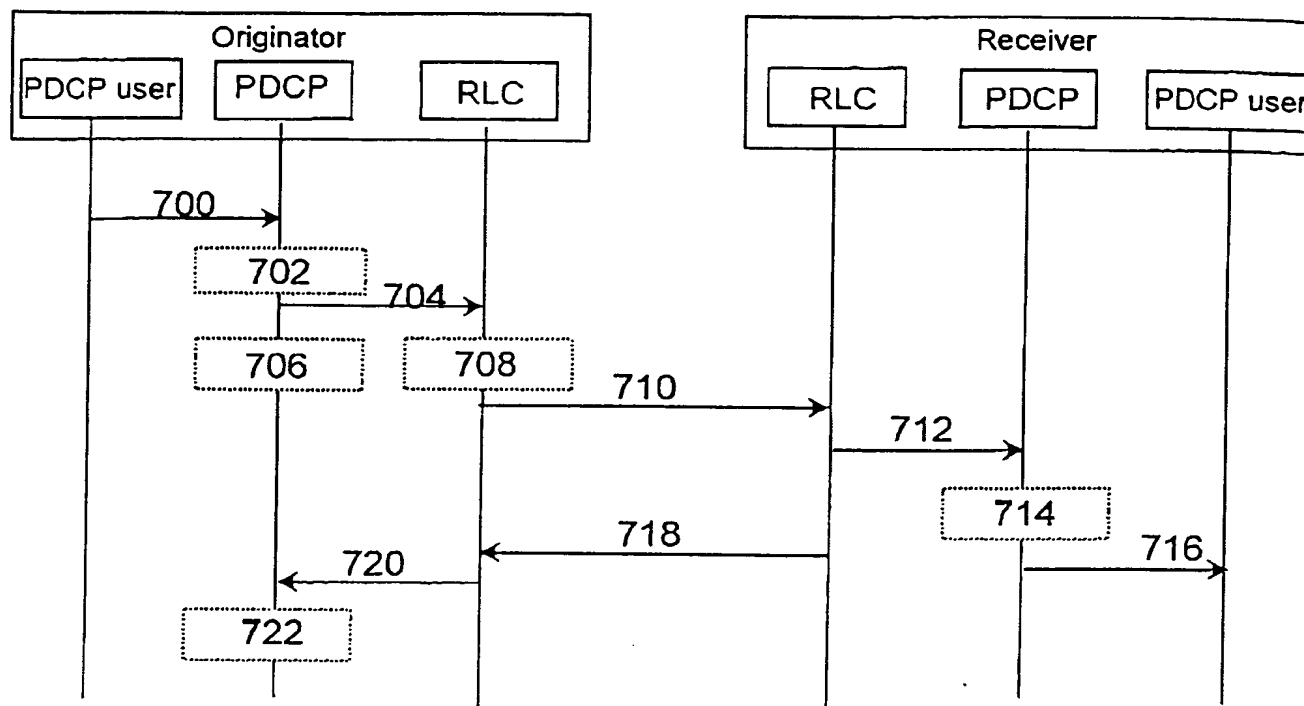 Originator
Receiver
PDCP user
PDCP
RLC
RLC
PDCP
PDCP user
700
702
704
706
708
710
712
714
718
716
720
722